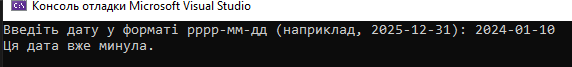 Консоль отладки Microsoft Visual Studio
Введіть дату у форматі рррр-мм-дд (наприклад, 2025-12-31): 2024-01-10
Ця дата вже минула.